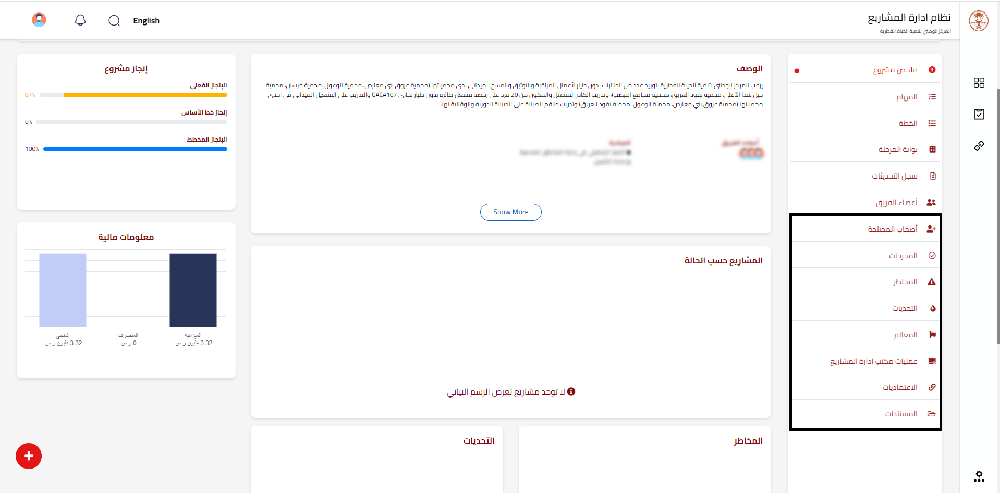 نظام ادارة المشاريع
المركز الوطني لتنمية الحياة الفطرية
English
ملخص مشروع
المهام
الخطة
بوابة المرحلة
سجل التحديثات
أعضاء الفريق
أصحاب المصلحة
المخرجات
المخاطر
التحديات
المعالم
عمليات مكتب ادارة المشاريع
الاعتماديات
المستندات
الوصف
يرغب المركز الوطني لتنمية الحياة الفطرية بتوريد عدد من الطائرات بدون طيار لأعمال المراقبة والتوثيق والمسح الميداني لدى محمياتها (محمية عروق بني معارض، محمية الوعول، محمية فرسان، محمية
جبل شدا الأعلى، محمية نفود العريق، محمية مجامع الهضب)، وتدريب الكادر المشغل والمكون من 20 فرد على رخصة مشغل طائرة بدون طيار تجاري GACA107 والتدريب على التشغيل الميداني في احدى
محمياتها (محمية عروق بني معارض، محمية الوعول، محمية نفود العريق) وتدريب طاقم الصيانة على الصيانة الدورية والوقائية لها.
أعضاء الفريق
المبادرة
Show More
المشاريع حسب الحالة
لا توجد مشاريع لعرض الرسم البياني
المخاطر
التحديات
إنجاز مشروع
الإنجاز الفعلي
87%
إنجاز خط الأساس
0%
الإنجاز المخطط
100%
معلومات مالية
الميزانية
3.32 مليون ر.س.
المنصرف
0 ر.س.
المتبقي
3.32 مليون ر.س.